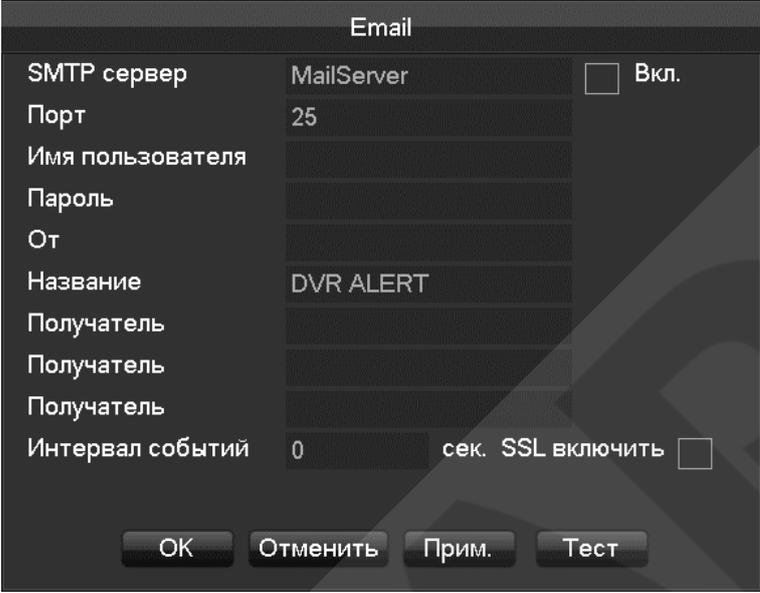 Email
SMTP сервер MailServer Вкл.
Порт 25
Имя пользователя
Пароль
От
Название DVR ALERT
Получатель
Получатель
Получатель
Интервал событий 0 сек. SSL включить
OK Отменить Прим. Тест